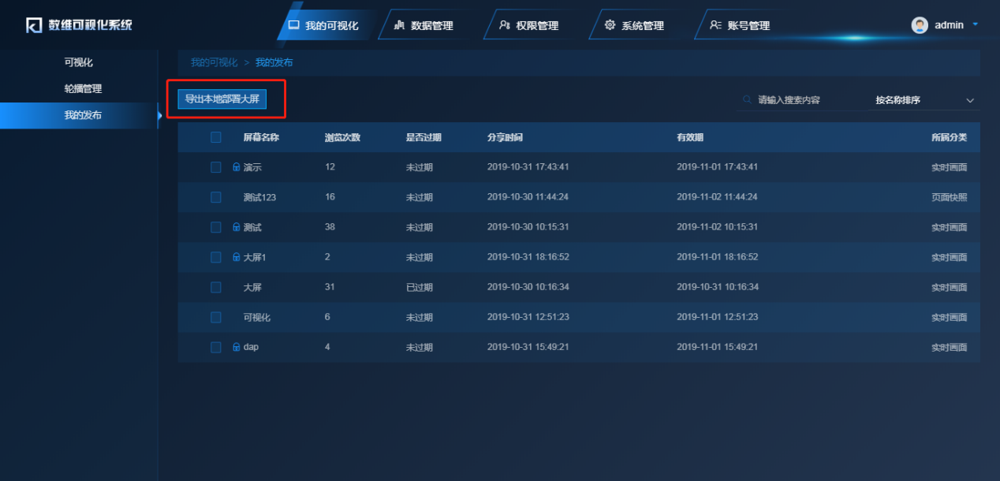 数维可视化系统
我的可视化 数据管理 权限管理 系统管理 账号管理 admin
可视化
轮播管理
我的发布
我的可视化 > 我的发布
导出本地部署大屏
请输入搜索内容 按名称排序
屏幕名称 浏览次数 是否过期 分享时间 有效期 所属分类
演示 12 未过期 2019-10-31 17:43:41 2019-11-01 17:43:41 实时画面
测试123 16 未过期 2019-10-30 11:44:24 2019-11-02 11:44:24 页面快照
测试 38 未过期 2019-10-30 10:15:31 2019-11-02 10:15:31 实时画面
大屏1 2 未过期 2019-10-31 18:16:52 2019-11-01 18:16:52 实时画面
大屏 31 已过期 2019-10-30 10:16:34 2019-10-31 10:16:34 实时画面
可视化 6 未过期 2019-10-31 12:51:23 2019-11-01 12:51:23 实时画面
dap 4 未过期 2019-10-31 15:49:21 2019-11-01 15:49:21 实时画面